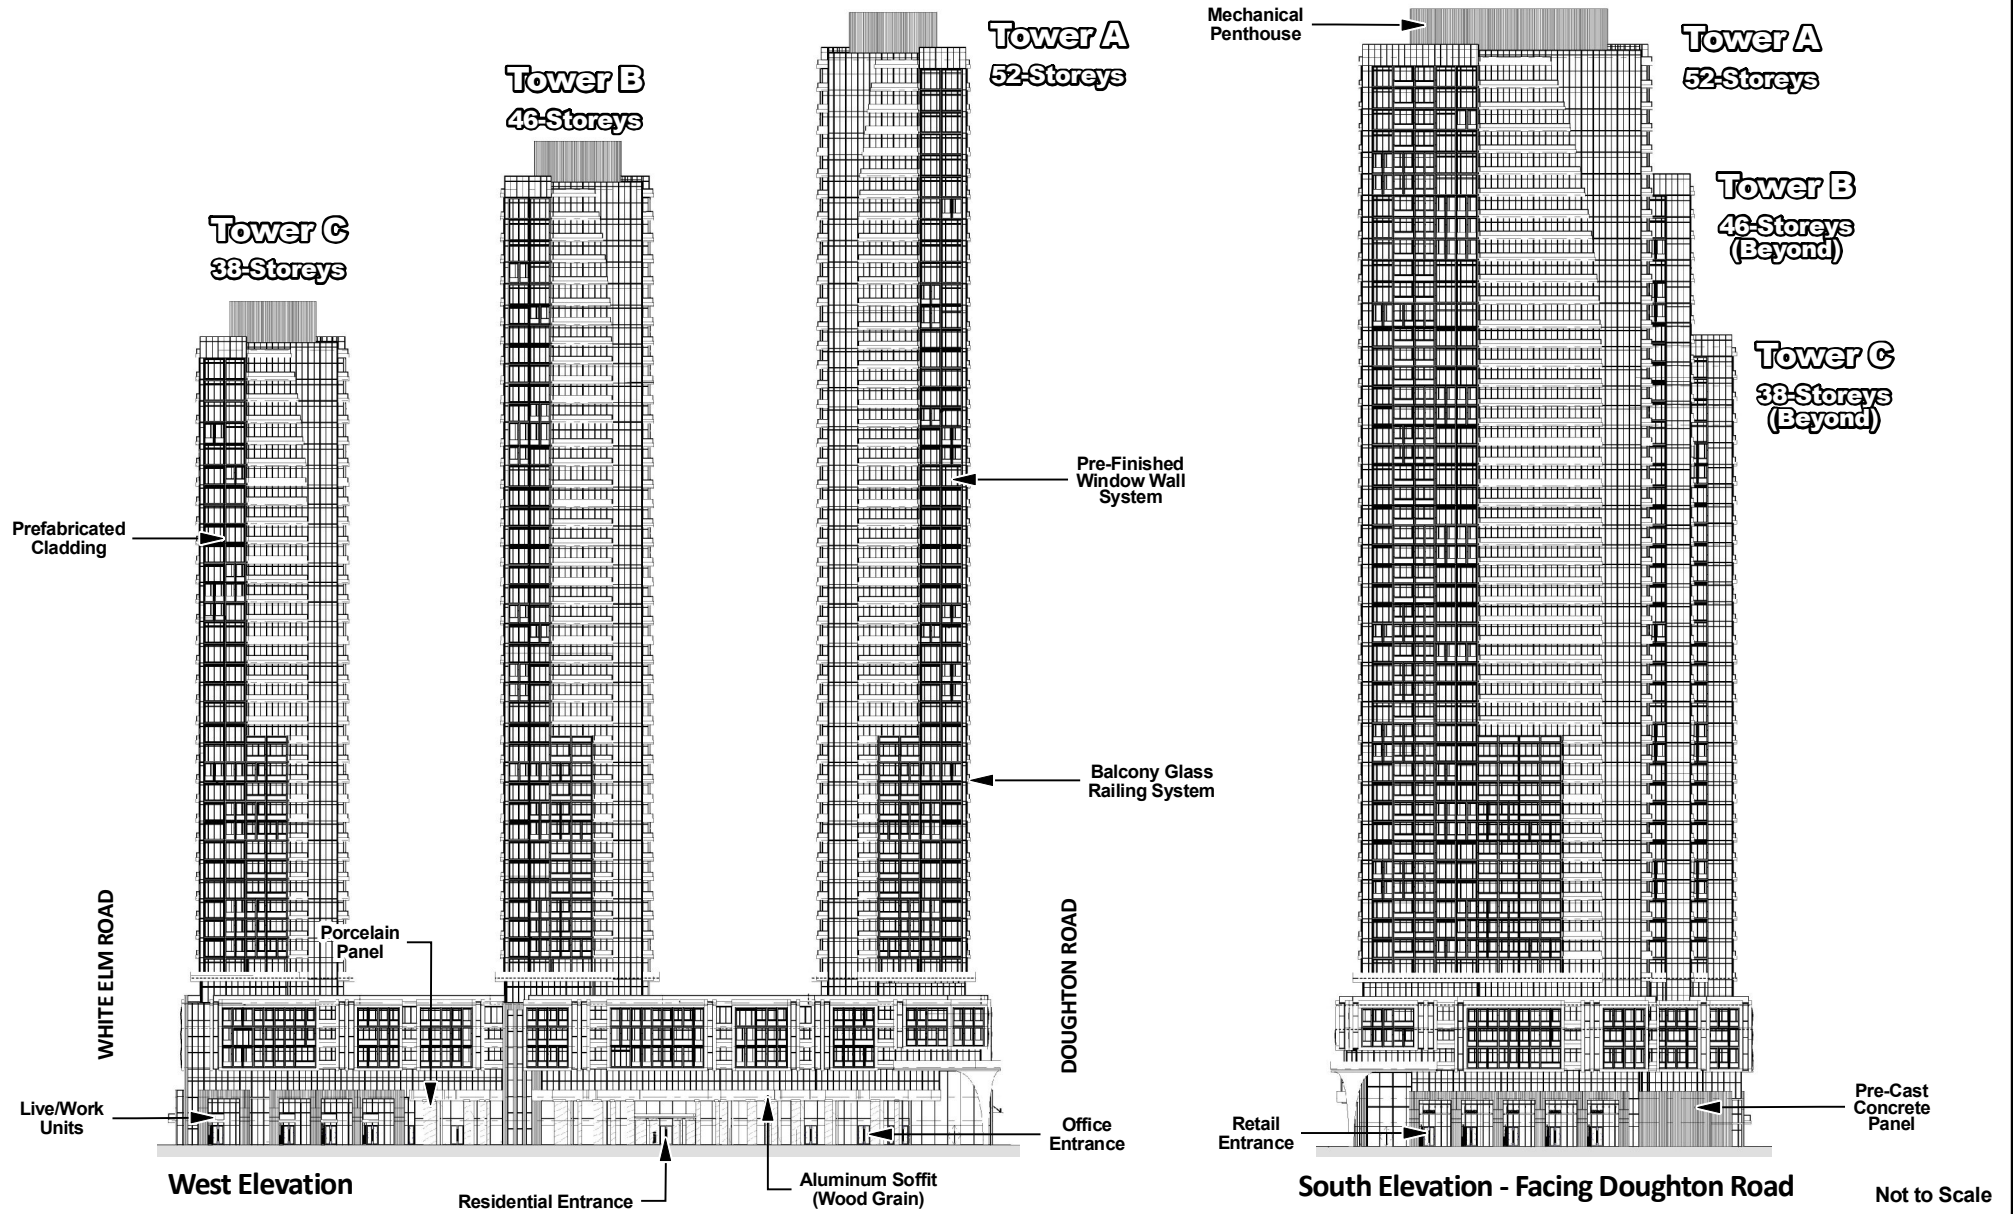 Tower C
38-Storeys
Tower B
46-Storeys
Tower A
52-Storeys
Prefabricated
Cladding
Pre-Finished
Window Wall
System
Balcony Glass
Railing System
Porcelain
Panel
WHITE ELM ROAD
DOUGHTON ROAD
Live/Work
Units
Office
Entrance
Residential Entrance
Aluminum Soffit
(Wood Grain)
West Elevation
Mechanical
Penthouse
Tower A
52-Storeys
Tower B
46-Storeys
(Beyond)
Tower C
38-Storeys
(Beyond)
Retail
Entrance
Pre-Cast
Concrete
Panel
South Elevation - Facing Doughton Road
Not to Scale